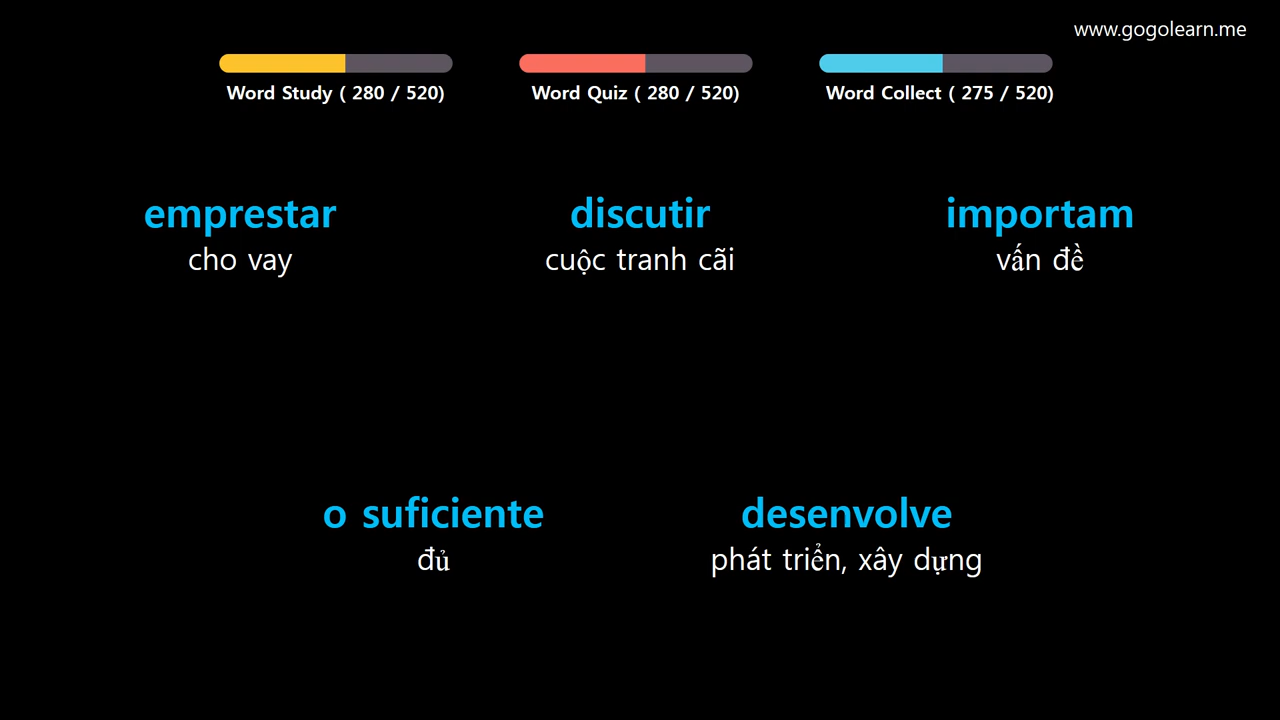 www.gogolearn.me
Word Study ( 280 / 520)
Word Quiz ( 280 / 520)
Word Collect ( 275 / 520)
emprestar
cho vay
discutir
cuộc tranh cãi
importam
vấn đề
o suficiente
đủ
desenvolve
phát triển, xây dựng